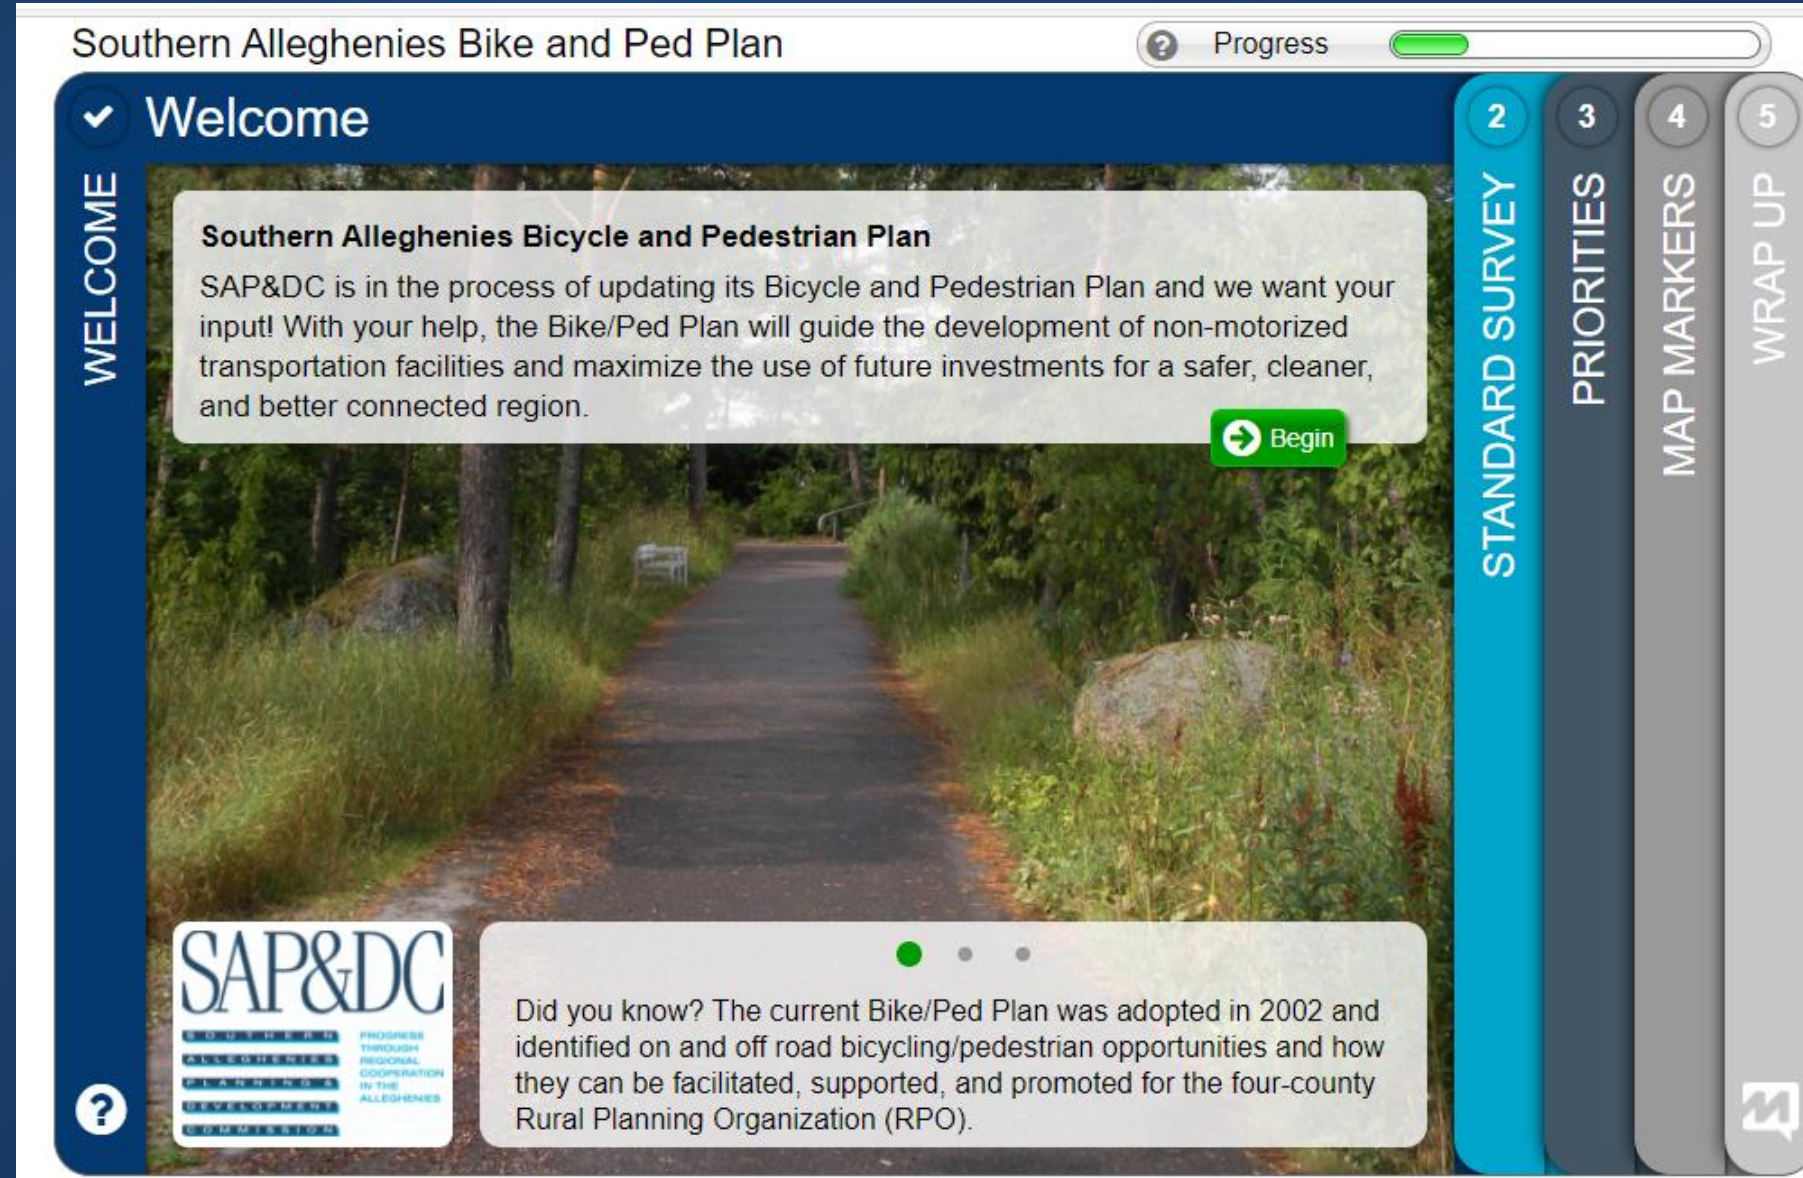 Southern Alleghenies Bike and Ped Plan
? Progress
Welcome
WELCOME
Southern Alleghenies Bicycle and Pedestrian Plan
SAP&DC is in the process of updating its Bicycle and Pedestrian Plan and we want your
input! With your help, the Bike/Ped Plan will guide the development of non-motorized
transportation facilities and maximize the use of future investments for a safer, cleaner,
and better connected region.
Begin
SAP&DC
SOUTHERN
ALLEGHENIES
PLANNING &
DEVELOPMENT
COMMISSION
PROGRESS
THROUGH
REGIONAL
COOPERATION
IN THE
ALLEGHENIES
Did you know? The current Bike/Ped Plan was adopted in 2002 and
identified on and off road bicycling/pedestrian opportunities and how
they can be facilitated, supported, and promoted for the four-county
Rural Planning Organization (RPO).
?
2
STANDARD SURVEY
3
PRIORITIES
4
MAP MARKERS
5
WRAP UP